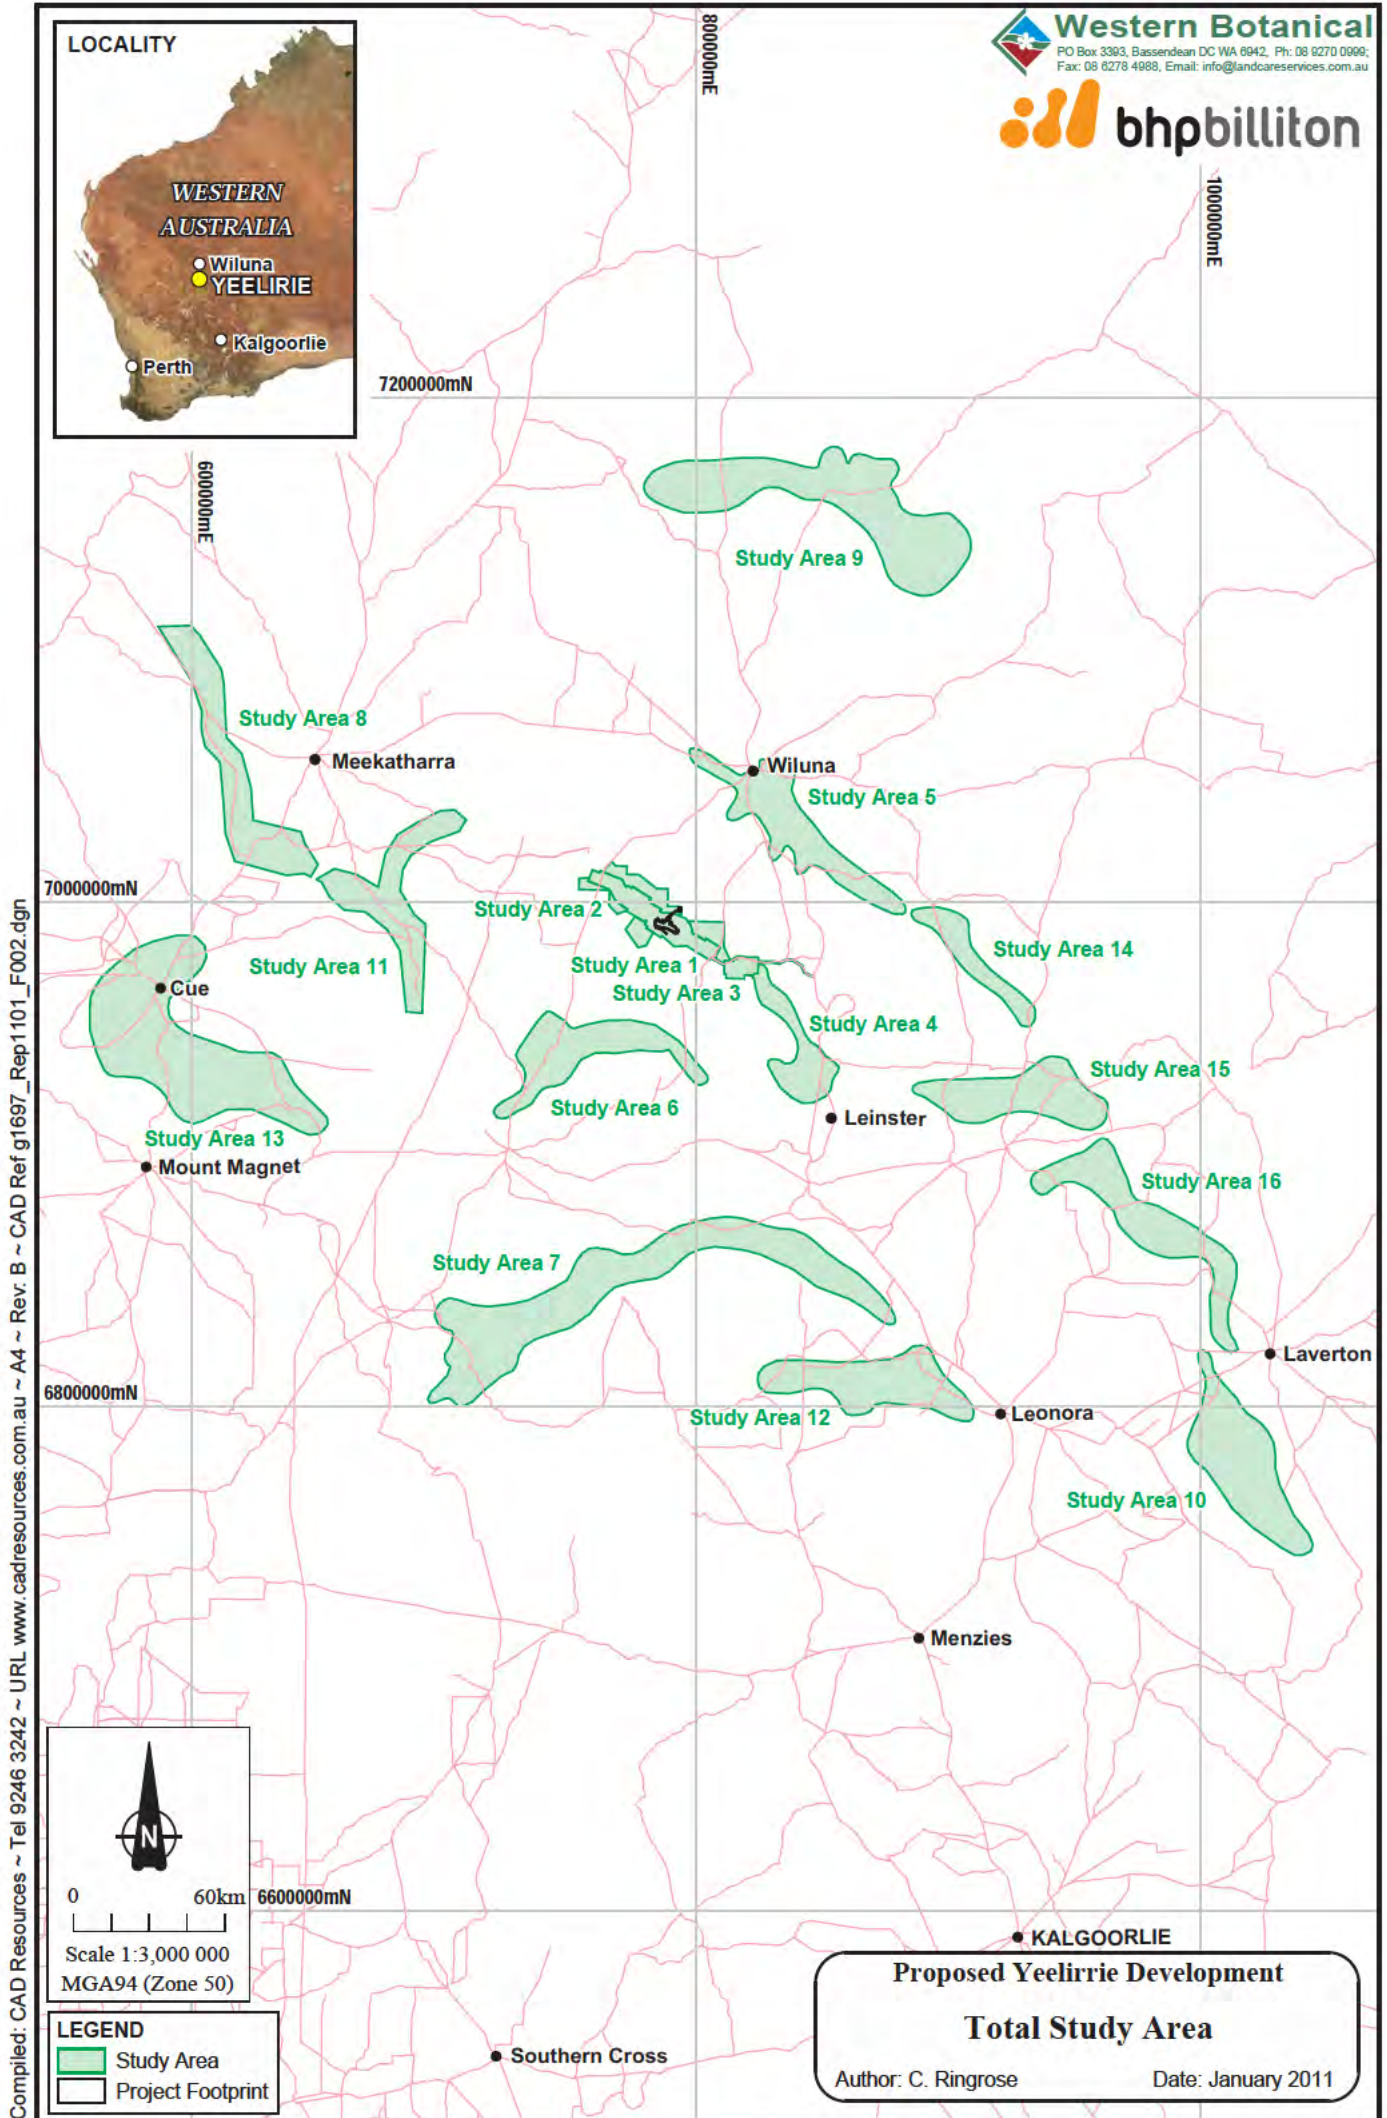 LOCALITY
WESTERN
AUSTRALIA
Wiluna
YEELIRIE
Kalgoorlie
Perth
Western Botanical
PO Box 3393, Bassendean DC WA 6942, Ph: 08 9270 0999;
Fax: 08 6278 4988, Email: info@landcareservices.com.au
bhpbilliton
800000mE
1000000mE
7200000mN
600000mE
Study Area 9
Study Area 8
Meekatharra
Wiluna
Study Area 5
7000000mN
Study Area 2
Study Area 14
Study Area 11
Study Area 1
Cue
Study Area 3
Study Area 4
Study Area 15
Study Area 6
Leinster
Study Area 13
Mount Magnet
Study Area 16
Study Area 7
Laverton
6800000mN
Study Area 12
Leonora
Study Area 10
Menzies
N
0 60km
6600000mN
Scale 1:3,000 000
MGA94 (Zone 50)
KALGOORLIE
Proposed Yeelirrie Development
Total Study Area
Author: C. Ringrose Date: January 2011
LEGEND
Study Area
Project Footprint
Southern Cross
Compiled: CAD Resources ~ Tel 9246 3242 ~ URL www.cadresources.com.au ~ A4 ~ Rev: B ~ CAD Ref g1697_Rep1101_F002.dgn